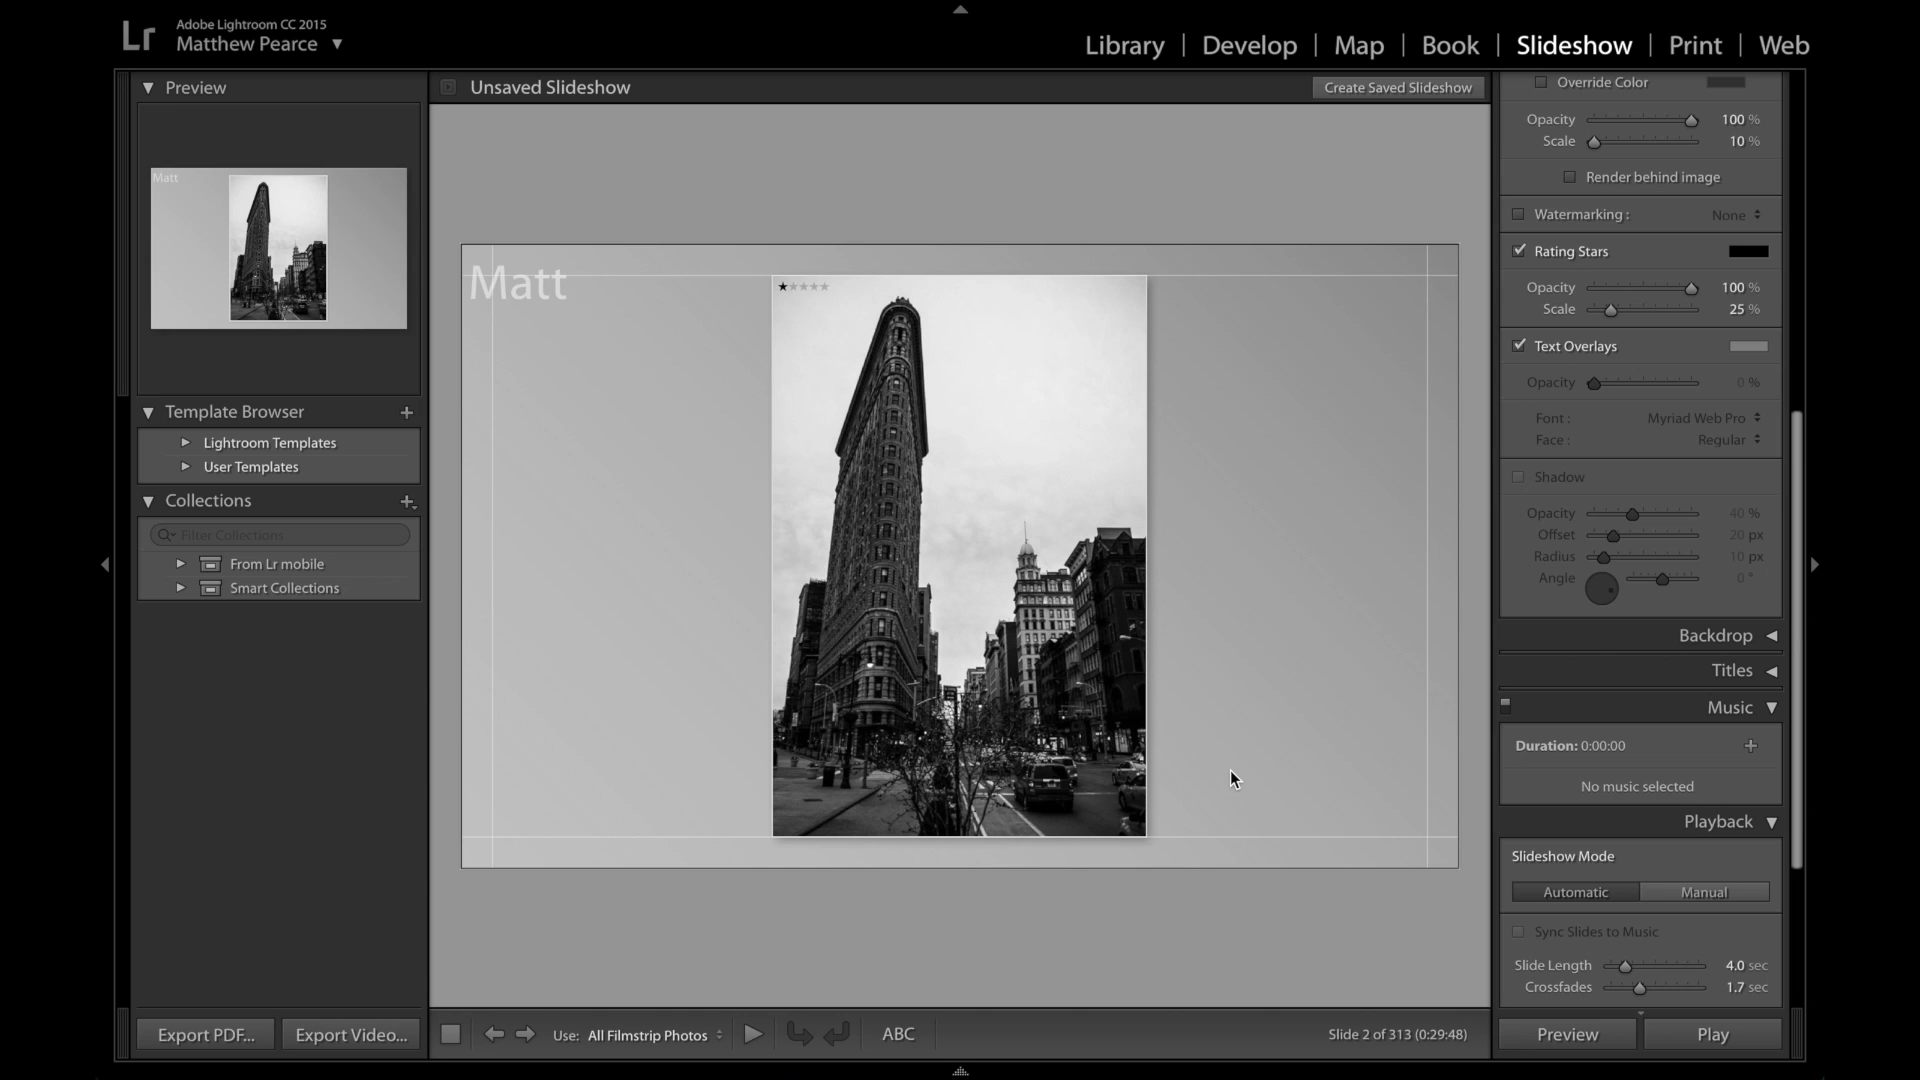 Lr
Adobe Lightroom CC 2015
Matthew Pearce
Library | Develop | Map | Book | Slideshow | Print | Web
Preview
Matt
Template Browser
Lightroom Templates
User Templates
Collections
Filter Collections
From Lr mobile
Smart Collections
Export PDF...
Export Video...
Unsaved Slideshow
Create Saved Slideshow
Matt
Use: All Filmstrip Photos
ABC
Slide 2 of 313 (0:29:48)
Override Color
Opacity 100 %
Scale 10 %
Render behind image
Watermarking : None
Rating Stars
Opacity 100 %
Scale 25 %
Text Overlays
Opacity 0 %
Font : Myriad Web Pro
Face : Regular
Shadow
Opacity 40 %
Offset 20 px
Radius 10 px
Angle 0 °
Backdrop
Titles
Music
Duration: 0:00:00
No music selected
Playback
Slideshow Mode
Automatic Manual
Sync Slides to Music
Slide Length 4.0 sec
Crossfades 1.7 sec
Preview Play